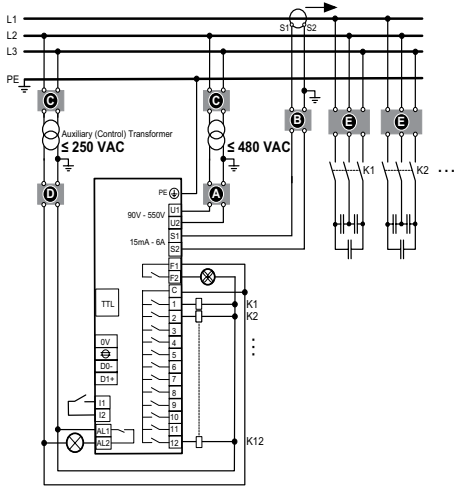 L1
S1 S2
L2
L3
PE
C
C
B
E
E
Auxiliary (Control) Transformer
≤ 250 VAC
≤ 480 VAC
K1
K2 ...
D
A
PE
90V - 550V
U1
U2
15mA - 6A
S1
S2
F1
F2
C
TTL
1
K1
2
K2
3
0V
4
5
D0-
6
D1+
7
8
I1
9
I2
10
AL1
11
AL2
12
K12